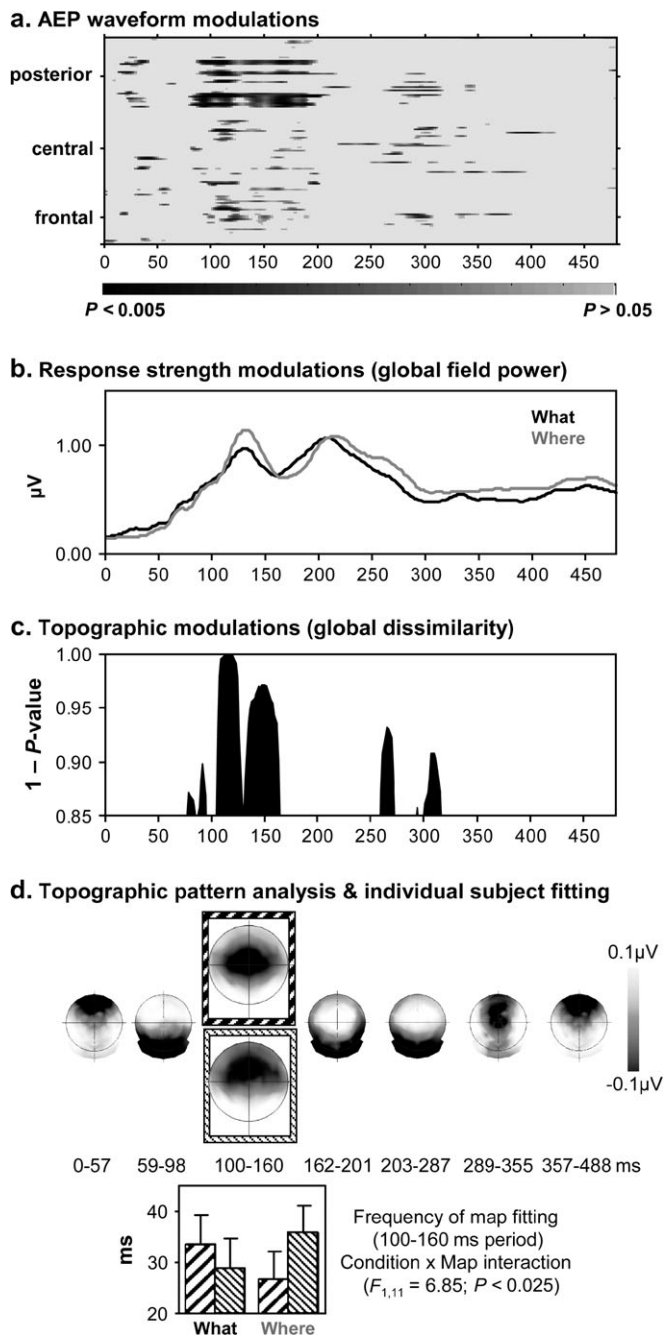 a. AEP waveform modulations
posterior
central
frontal
0 50 100 150 200 250 300 350 400 450
P < 0.005 P > 0.05
b. Response strength modulations (global field power)
What
Where
1.00
µV
0.00
0 50 100 150 200 250 300 350 400 450
c. Topographic modulations (global dissimilarity)
1.00
0.95
0.90
0.85
1 – P-value
0 50 100 150 200 250 300 350 400 450
d. Topographic pattern analysis & individual subject fitting
0.1µV
-0.1µV
0-57 59-98 100-160 162-201 203-287 289-355 357-488 ms
40
30
20
ms
What Where
Frequency of map fitting
(100-160 ms period)
Condition x Map interaction
(F1,11 = 6.85; P < 0.025)